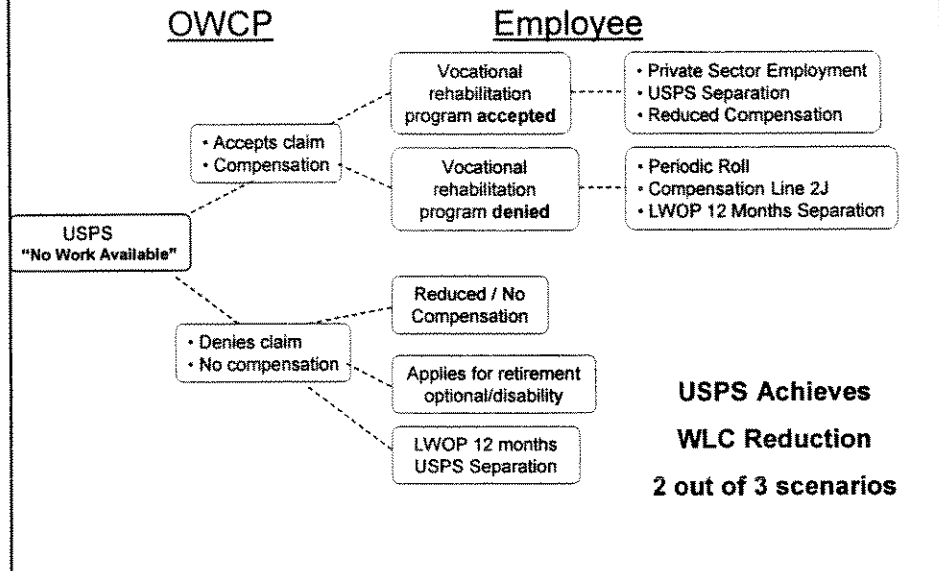 OWCP
Employee
Vocational
rehabilitation
program accepted
• Private Sector Employment
• USPS Separation
• Reduced Compensation
• Accepts claim
• Compensation
Vocational
rehabilitation
program denied
• Periodic Roll
• Compensation Line 2J
• LWOP 12 Months Separation
USPS
"No Work Available"
Reduced / No
Compensation
• Denies claim
• No compensation
Applies for retirement
optional/disability
LWOP 12 months
USPS Separation
USPS Achieves
WLC Reduction
2 out of 3 scenarios